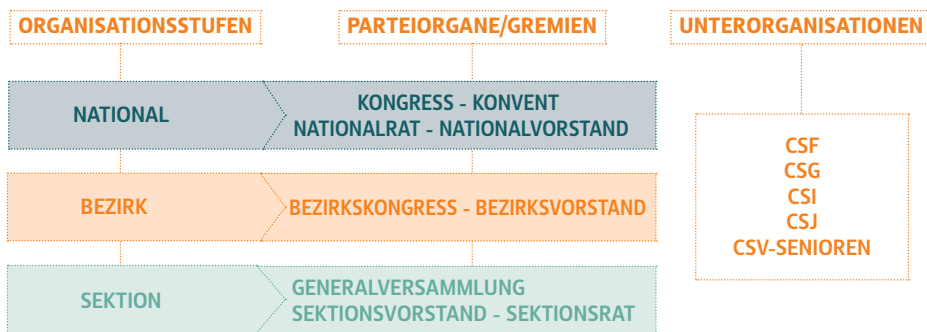 ORGANISATIONSSTUFEN
PARTEIORGANE/GREMIEN
UNTERORGANISATIONEN
NATIONAL
KONGRESS - KONVENT
NATIONALRAT - NATIONALVORSTAND
BEZIRK
BEZIRKSKONGRESS - BEZIRKSVORSTAND
SEKTION
GENERALVERSAMMLUNG
SEKTIONSVORSTAND - SEKTIONSRAT
CSF
CSG
CSI
CSJ
CSV-SENIOREN